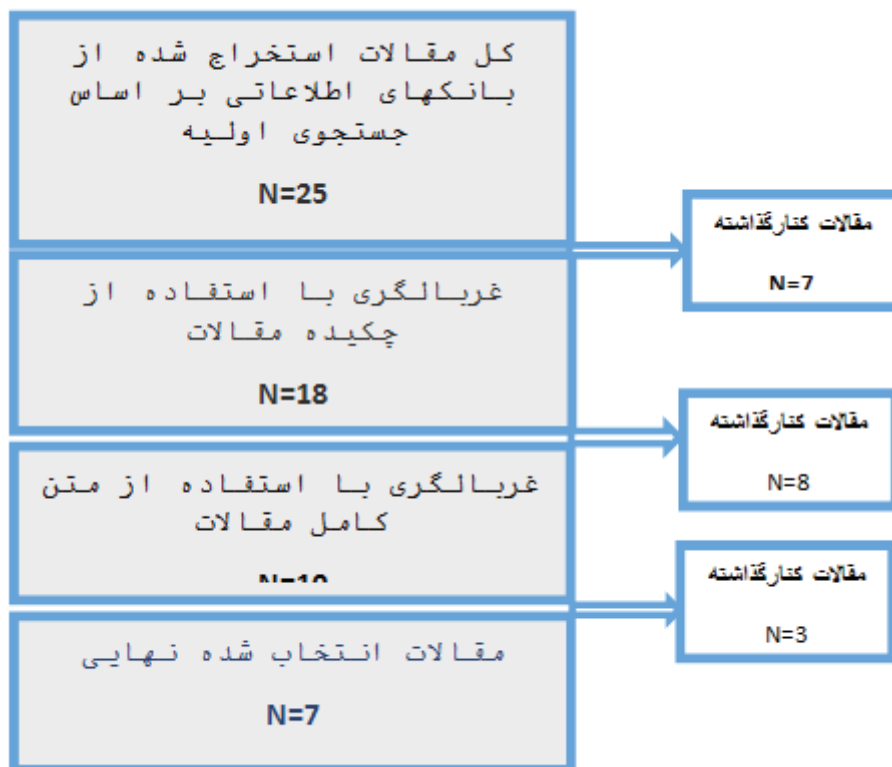 کل مقالات استخراج شده از
بانکهای اطلاعاتی بر اساس
جستجوی اولیه
N=25
مقالات کنارگذاشته
N=7
غربالگری با استفاده از
چکیده مقالات
N=18
مقالات کنارگذاشته
N=8
غربالگری با استفاده از متن
کامل مقالات
مقالات کنارگذاشته
N=3
مقالات انتخاب شده نهایی
N=7